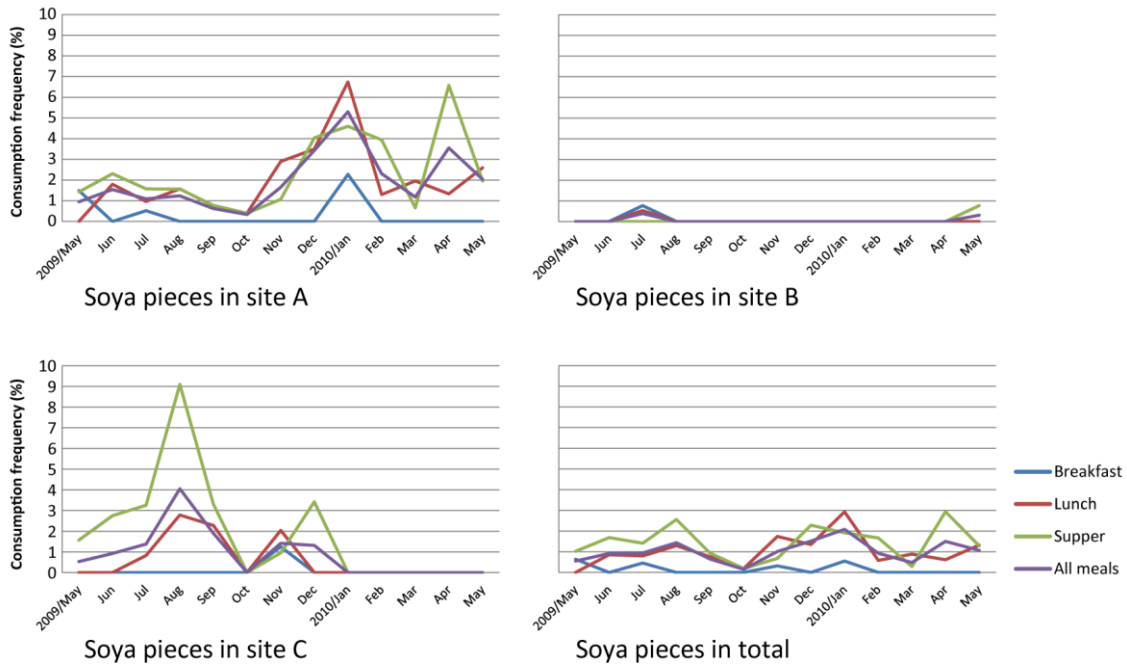 Consumption frequency (%)
10
9
8
7
6
5
4
3
2
1
0
2009/May Jun Jul Aug Sep Oct Nov Dec 2010/Jan Feb Mar Apr May
Soya pieces in site A
2009/May Jun Jul Aug Sep Oct Nov Dec 2010/Jan Feb Mar Apr May
Soya pieces in site B
Consumption frequency (%)
10
9
8
7
6
5
4
3
2
1
0
2009/May Jun Jul Aug Sep Oct Nov Dec 2010/Jan Feb Mar Apr May
Soya pieces in site C
2009/May Jun Jul Aug Sep Oct Nov Dec 2010/Jan Feb Mar Apr May
Soya pieces in total
Breakfast
Lunch
Supper
All meals